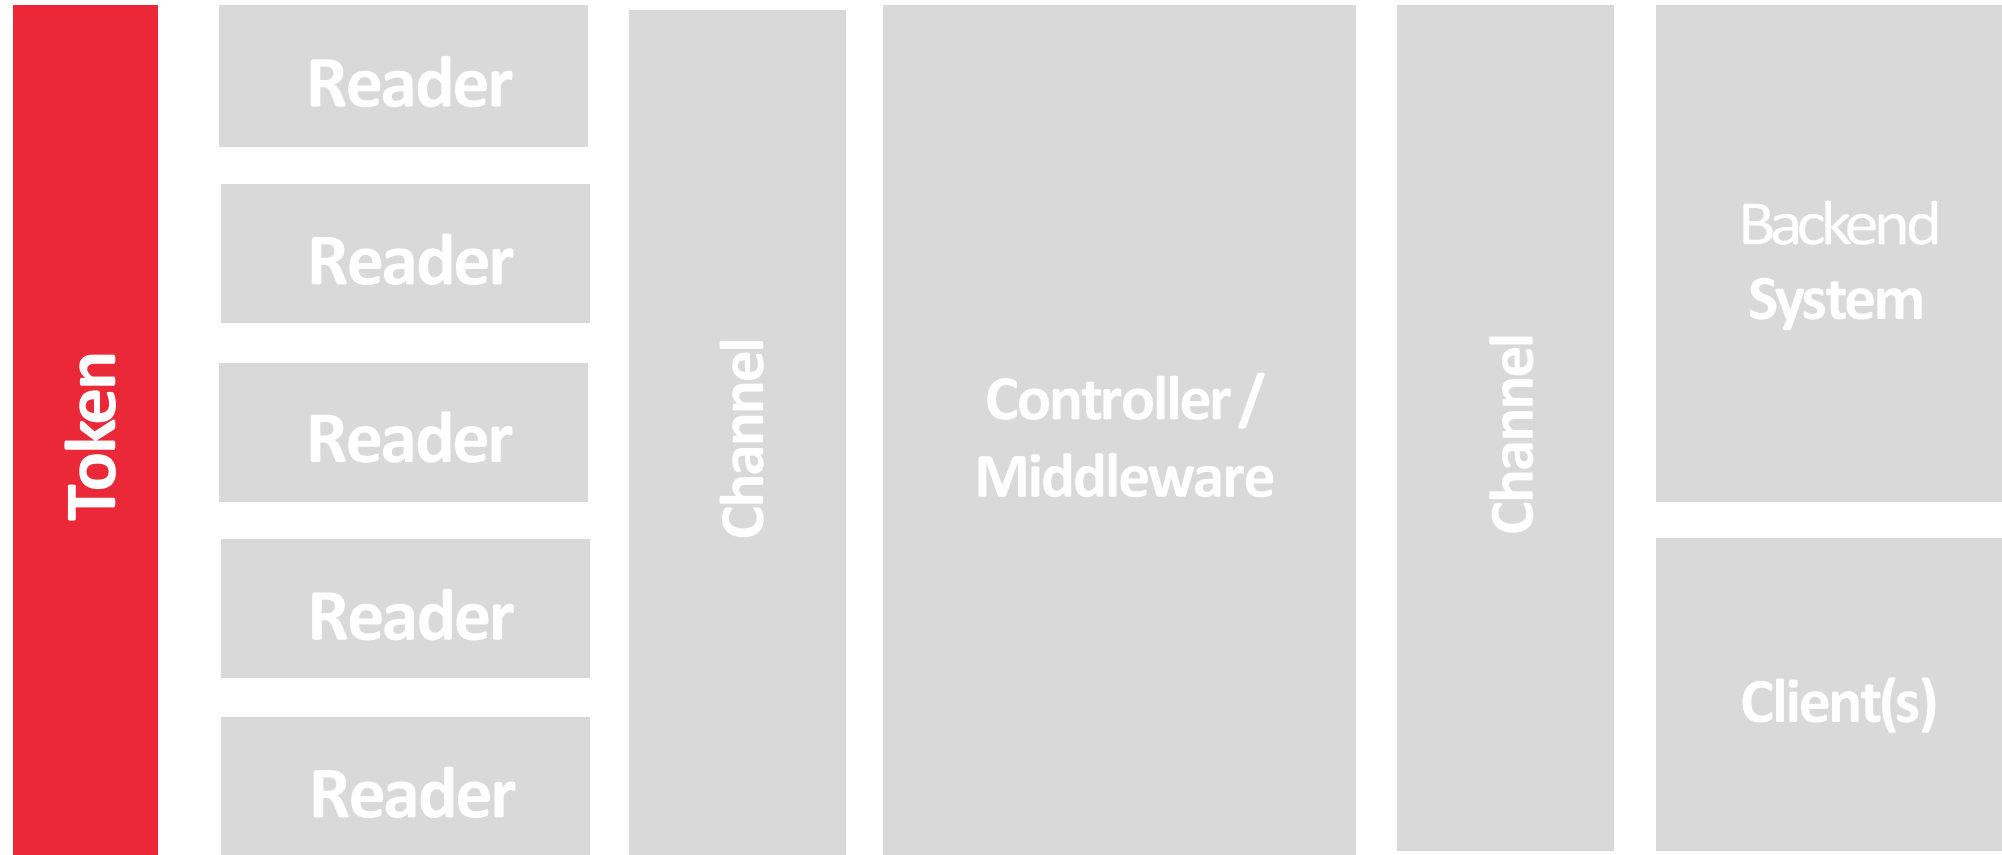 Token
Reader
Reader
Reader
Reader
Reader
Channel
Controller /
Middleware
Channel
Backend
System
Client(s)